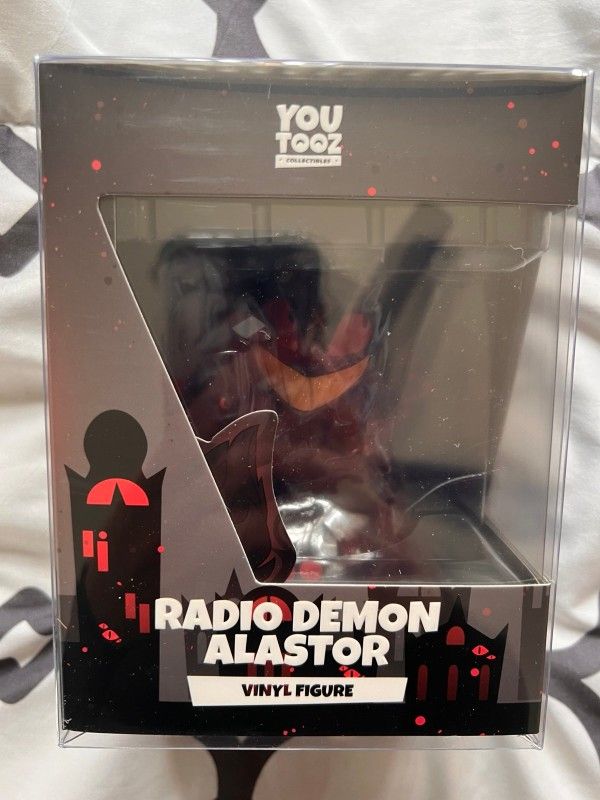 YOU
TOOZ
COLLECTIBLES
RADIO DEMON
ALASTOR
VINYL FIGURE